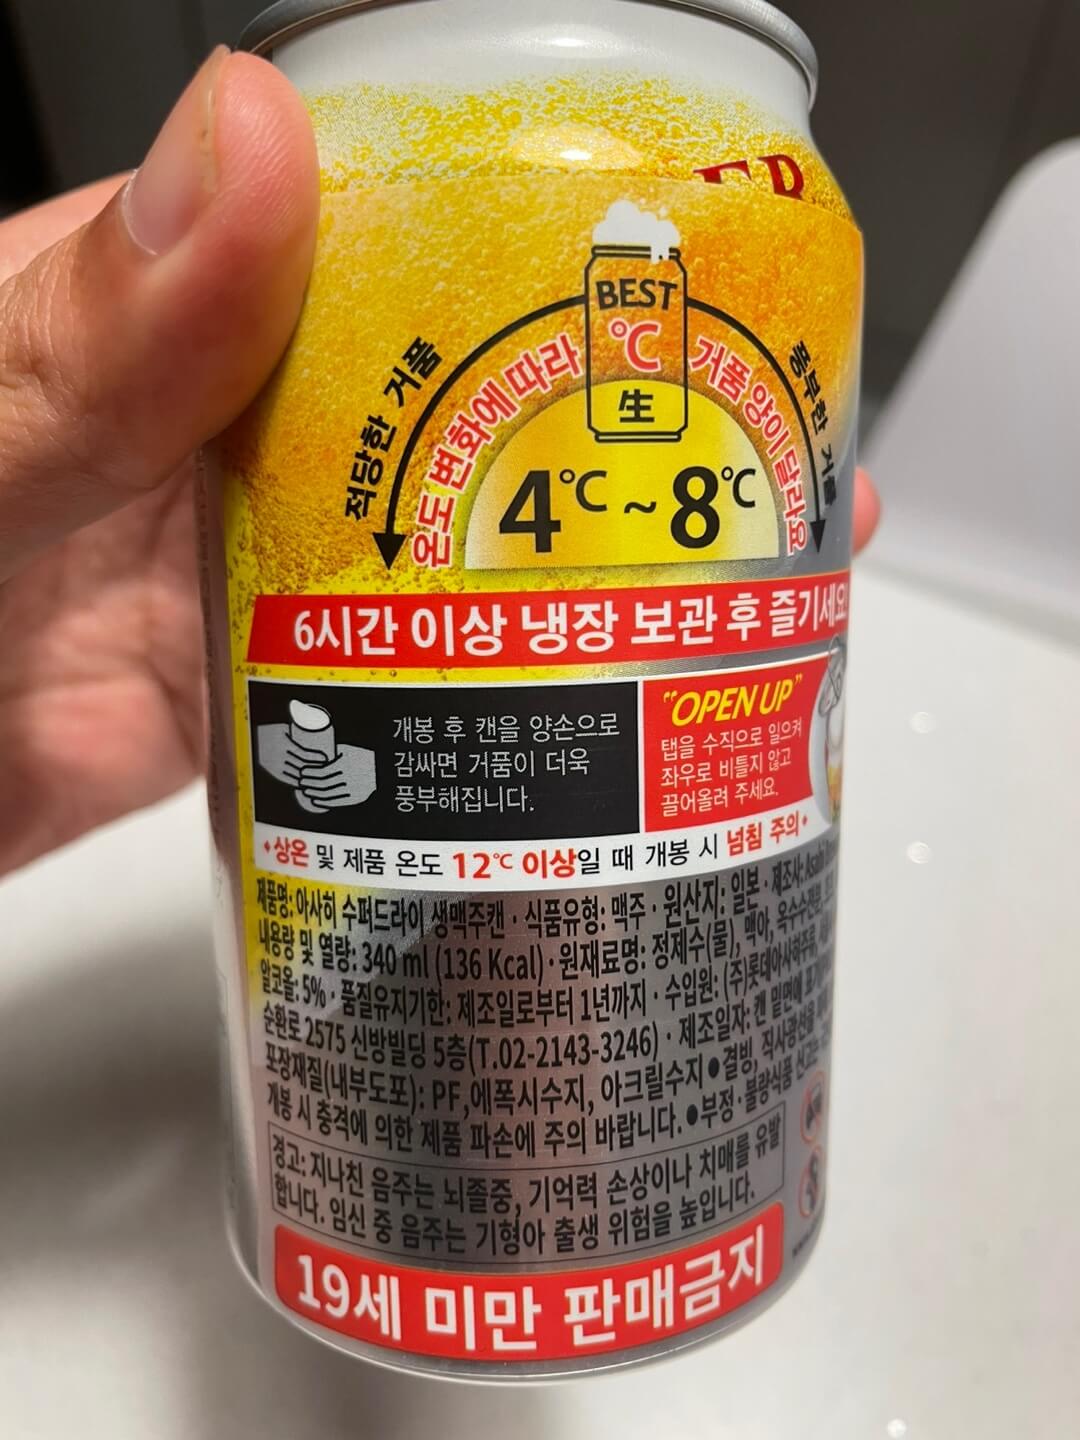 ER
BEST
℃
生
적당한 거품
온도 변화에 따라 거품 양이 달라요
풍부한 거품
4℃ ~ 8℃
6시간 이상 냉장 보관 후 즐기세요!
개봉 후 캔을 양손으로
감싸면 거품이 더욱
풍부해집니다.
"OPEN UP"
탭을 수직으로 일으켜
좌우로 비틀지 않고
끌어올려 주세요.
•상온 및 제품 온도 12℃ 이상일 때 개봉 시 넘침 주의•
제품명: 아사히 수퍼드라이 생맥주캔 · 식품유형: 맥주 · 원산지: 일본 · 제조사: Asahi
내용량 및 열량: 340 ml (136 Kcal) · 원재료명: 정제수(물), 맥아, 옥수수전분,
알코올: 5% · 품질유지기한: 제조일로부터 1년까지 · 수입원: (주)롯데아사히주류,
순환로 2575 신방빌딩 5층(T.02-2143-3246) · 제조일자: 캔 밑면에
포장재질(내부도포): PF,에폭시수지, 아크릴수지 ●결빙, 직사광선을
개봉 시 충격에 의한 제품 파손에 주의 바랍니다. ●부정·불량식품 신고는
경고: 지나친 음주는 뇌졸중, 기억력 손상이나 치매를 유발
합니다. 임신 중 음주는 기형아 출생 위험을 높입니다.
19세 미만 판매금지